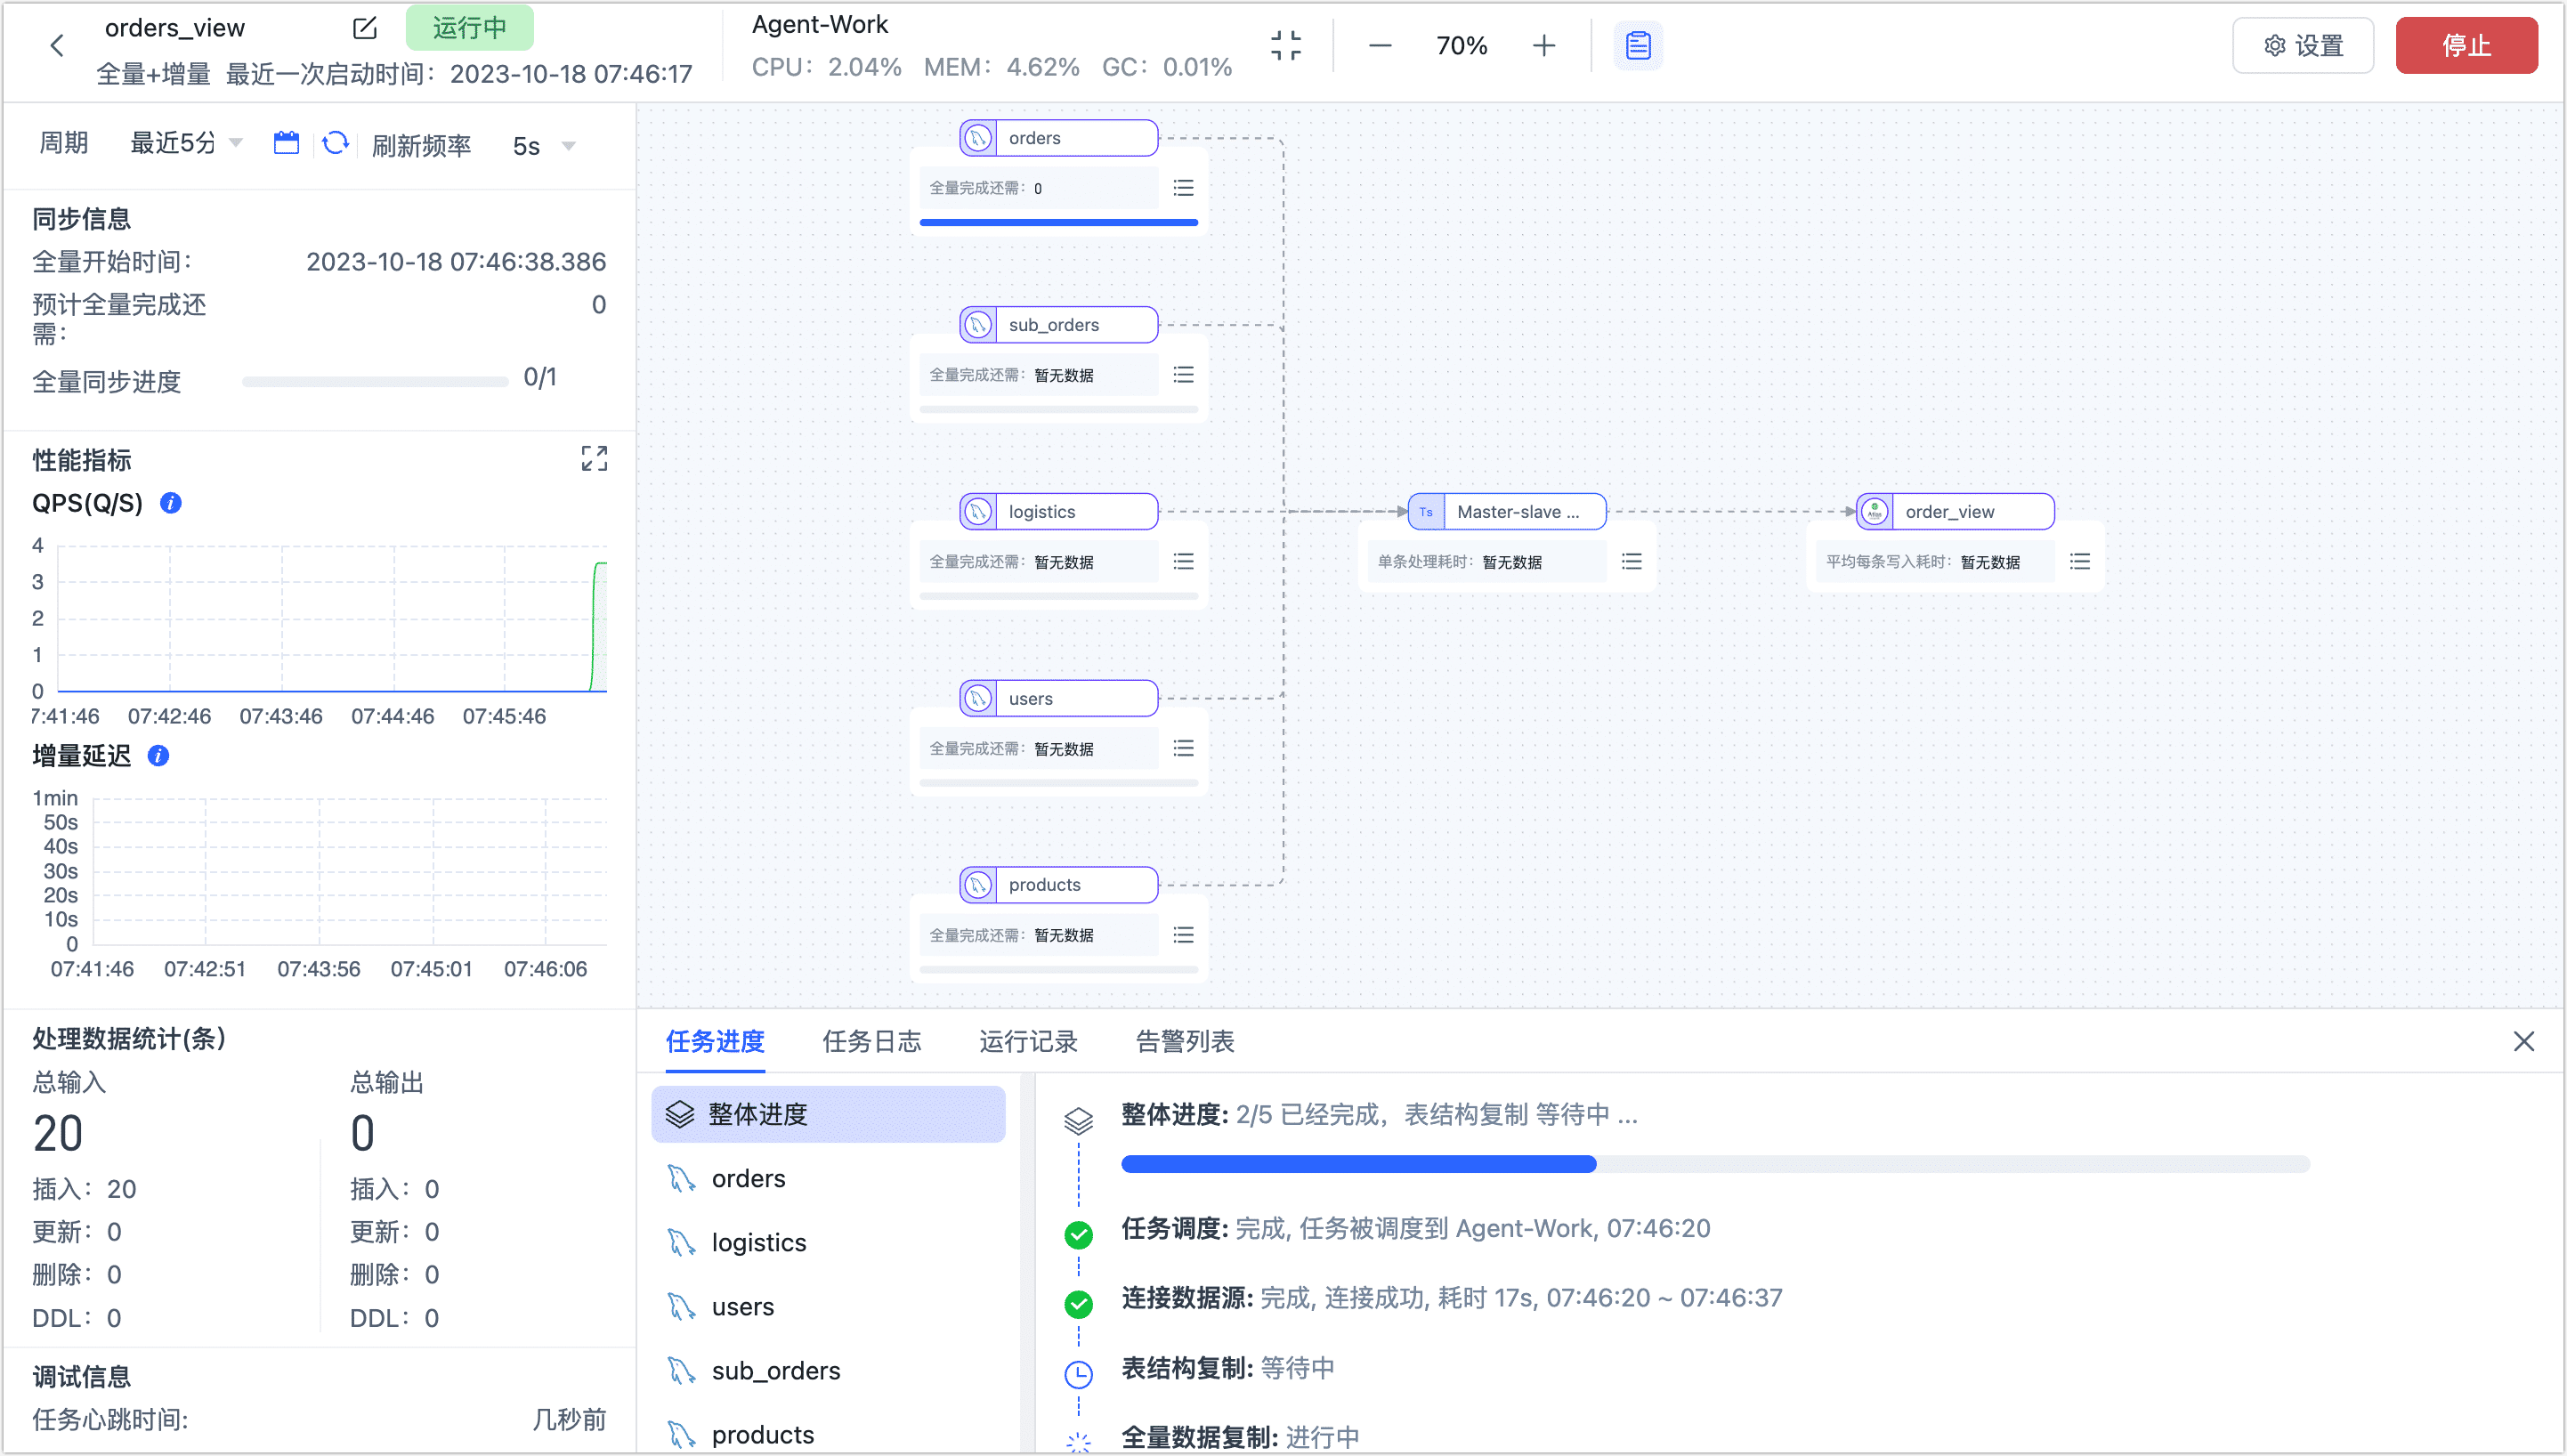 orders_view
运行中
全量+增量 最近一次启动时间：2023-10-18 07:46:17
Agent-Work
CPU：2.04% MEM：4.62% GC：0.01%
70%
设置
停止
周期 最近5分 刷新频率 5s
同步信息
全量开始时间： 2023-10-18 07:46:38.386
预计全量完成还需： 0
全量同步进度 0/1
性能指标
QPS(Q/S)
4
3
2
1
0
7:41:46 07:42:46 07:43:46 07:44:46 07:45:46
增量延迟
1min
50s
40s
30s
20s
10s
0
07:41:46 07:42:51 07:43:56 07:45:01 07:46:06
处理数据统计(条)
总输入 总输出
20 0
插入：20 插入：0
更新：0 更新：0
删除：0 删除：0
DDL：0 DDL：0
调试信息
任务心跳时间: 几秒前
orders
全量完成还需：0
sub_orders
全量完成还需：暂无数据
logistics
全量完成还需：暂无数据
users
全量完成还需：暂无数据
products
全量完成还需：暂无数据
Ts Master-slave ...
单条处理耗时：暂无数据
order_view
平均每条写入耗时：暂无数据
任务进度 任务日志 运行记录 告警列表
整体进度
orders
logistics
users
sub_orders
products
整体进度: 2/5 已经完成，表结构复制 等待中 ...
任务调度: 完成, 任务被调度到 Agent-Work, 07:46:20
连接数据源: 完成, 连接成功, 耗时 17s, 07:46:20 ~ 07:46:37
表结构复制: 等待中
全量数据复制: 进行中